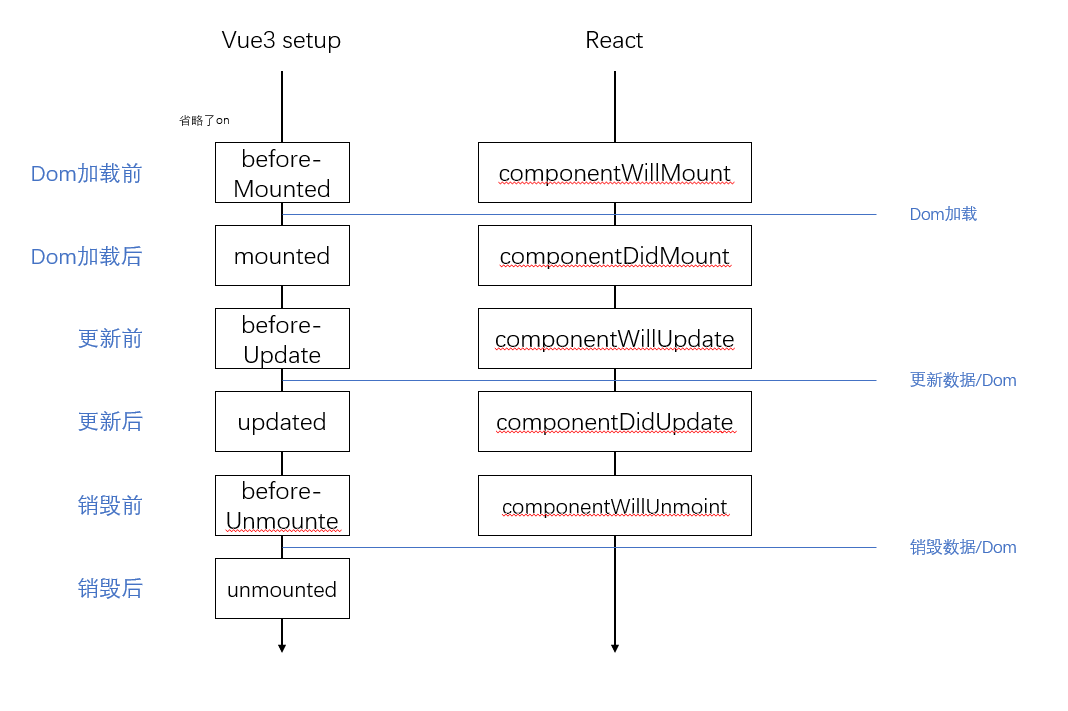 Vue3 setup
React
省略了on
Dom加载前
before-
Mounted
componentWillMount
Dom加载
Dom加载后
mounted
componentDidMount
更新前
before-
Update
componentWillUpdate
更新数据/Dom
更新后
updated
componentDidUpdate
销毁前
before-
Unmounte
componentWillUnmoint
销毁数据/Dom
销毁后
unmounted